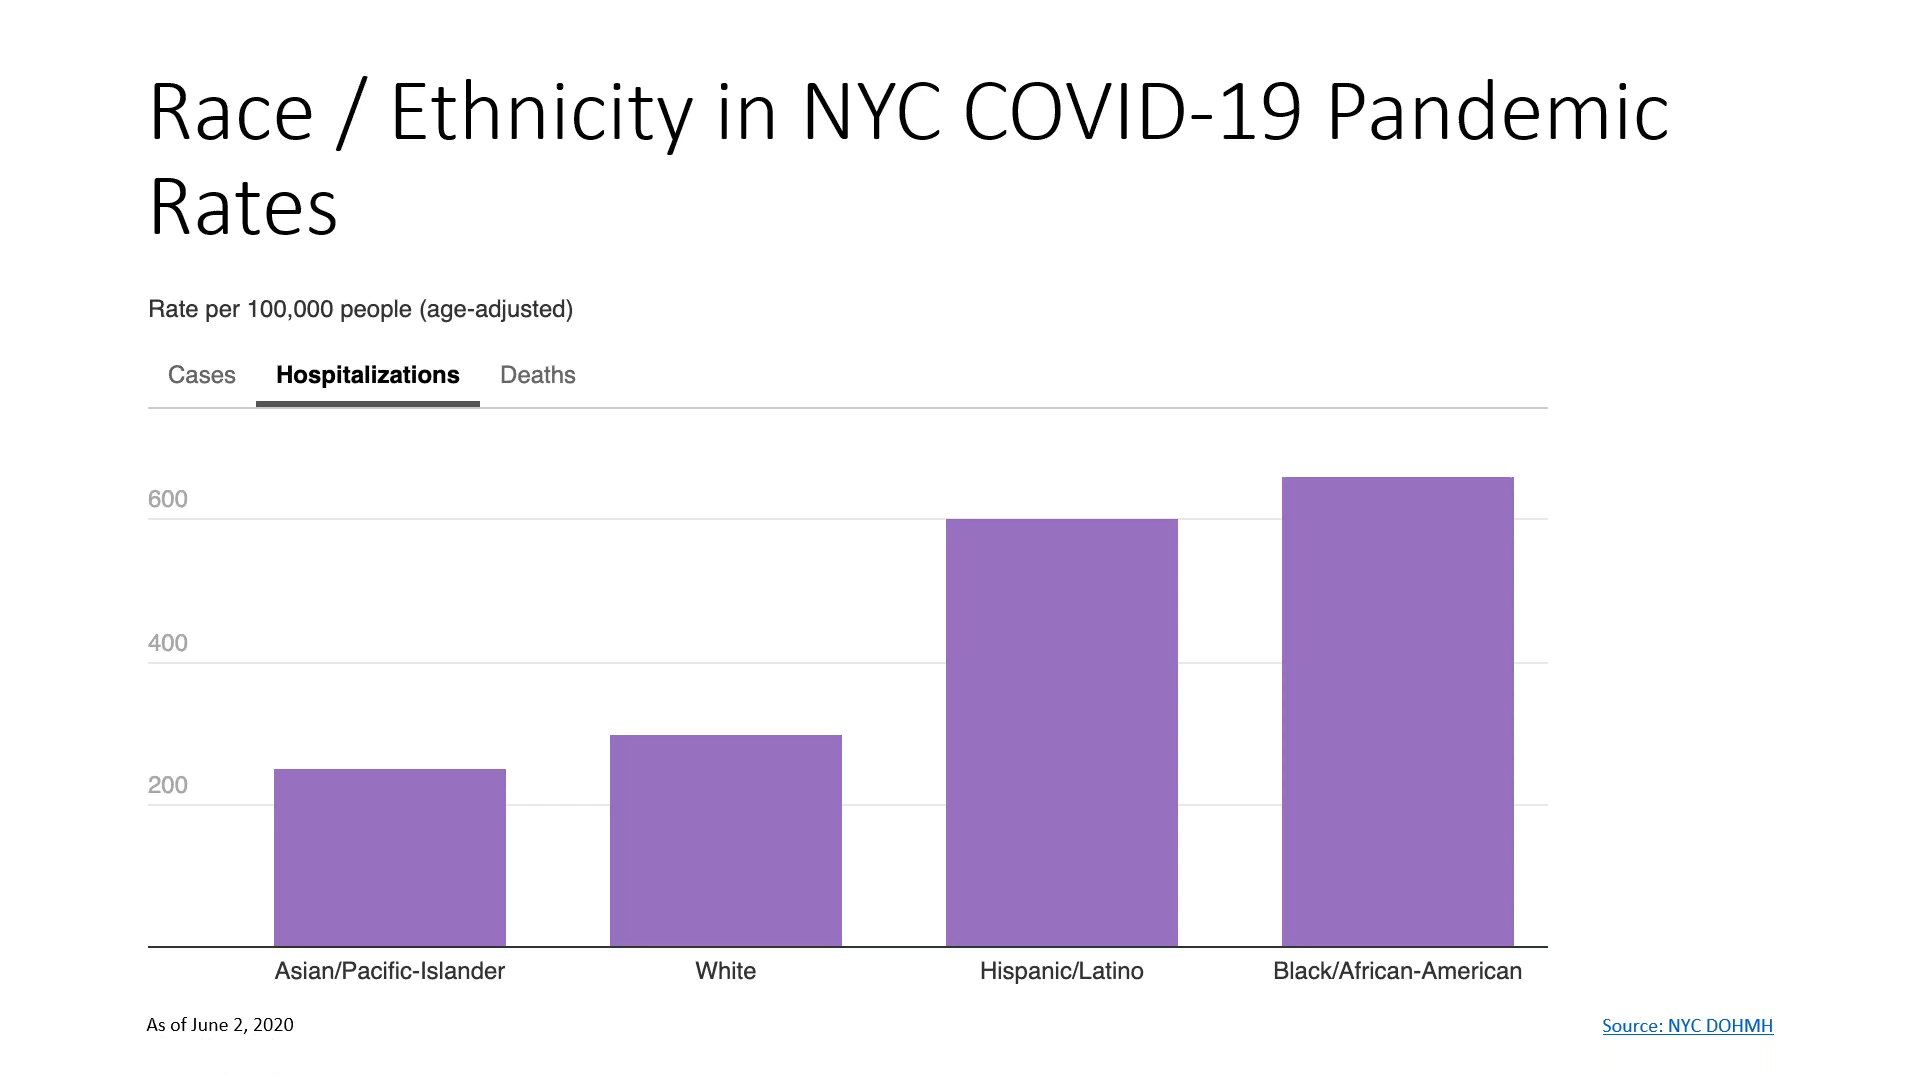 Race / Ethnicity in NYC COVID-19 Pandemic
Rates
Rate per 100,000 people (age-adjusted)
Cases Hospitalizations Deaths
600
400
200
Asian/Pacific-Islander White Hispanic/Latino Black/African-American
As of June 2, 2020 Source: NYC DOHMH